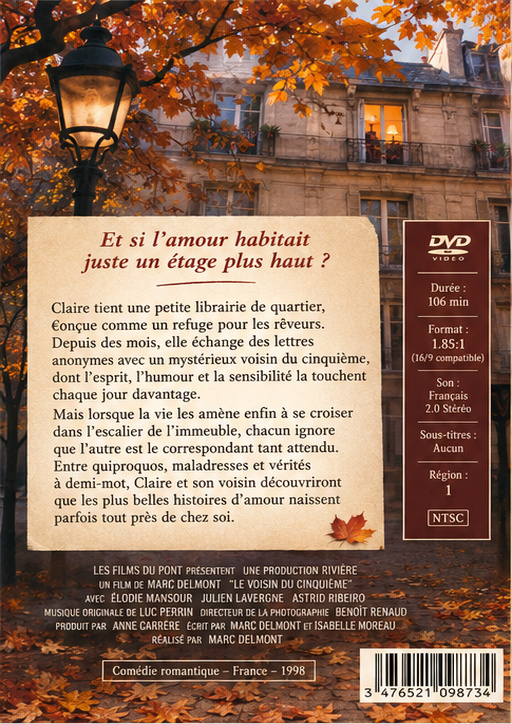 Et si l'amour habitait
juste un étage plus haut ?
Claire tient une petite librairie de quartier,
€onçue comme un refuge pour les rêveurs.
Depuis des mois, elle échange des lettres
anonymes avec un mystérieux voisin du cinquième,
dont l'esprit, l'humour et la sensibilité la touchent
chaque jour davantage.
Mais lorsque la vie les amène enfin à se croiser
dans l'escalier de l'immeuble, chacun ignore
que l'autre est le correspondant tant attendu.
Entre quiproquos, maladresses et vérités
à demi-mot, Claire et son voisin découvriront
que les plus belles histoires d'amour naissent
parfois tout près de chez soi.
DVD
VIDEO
Durée :
106 min
Format :
1.85:1
(16/9 compatible)
Son :
Français
2.0 Stéréo
Sous-titres :
Aucun
Région :
1
NTSC
LES FILMS DU PONT PRÉSENTENT UNE PRODUCTION RIVIÈRE
UN FILM DE MARC DELMONT "LE VOISIN DU CINQUIÈME"
AVEC ÉLODIE MANSOUR JULIEN LAVERGNE ASTRID RIBEIRO
MUSIQUE ORIGINALE DE LUC PERRIN DIRECTEUR DE LA PHOTOGRAPHIE BENOÎT RENAUD
PRODUIT PAR ANNE CARRÈRE ÉCRIT PAR MARC DELMONT ET ISABELLE MOREAU
RÉALISÉ PAR MARC DELMONT
Comédie romantique – France – 1998
3 476521 098734